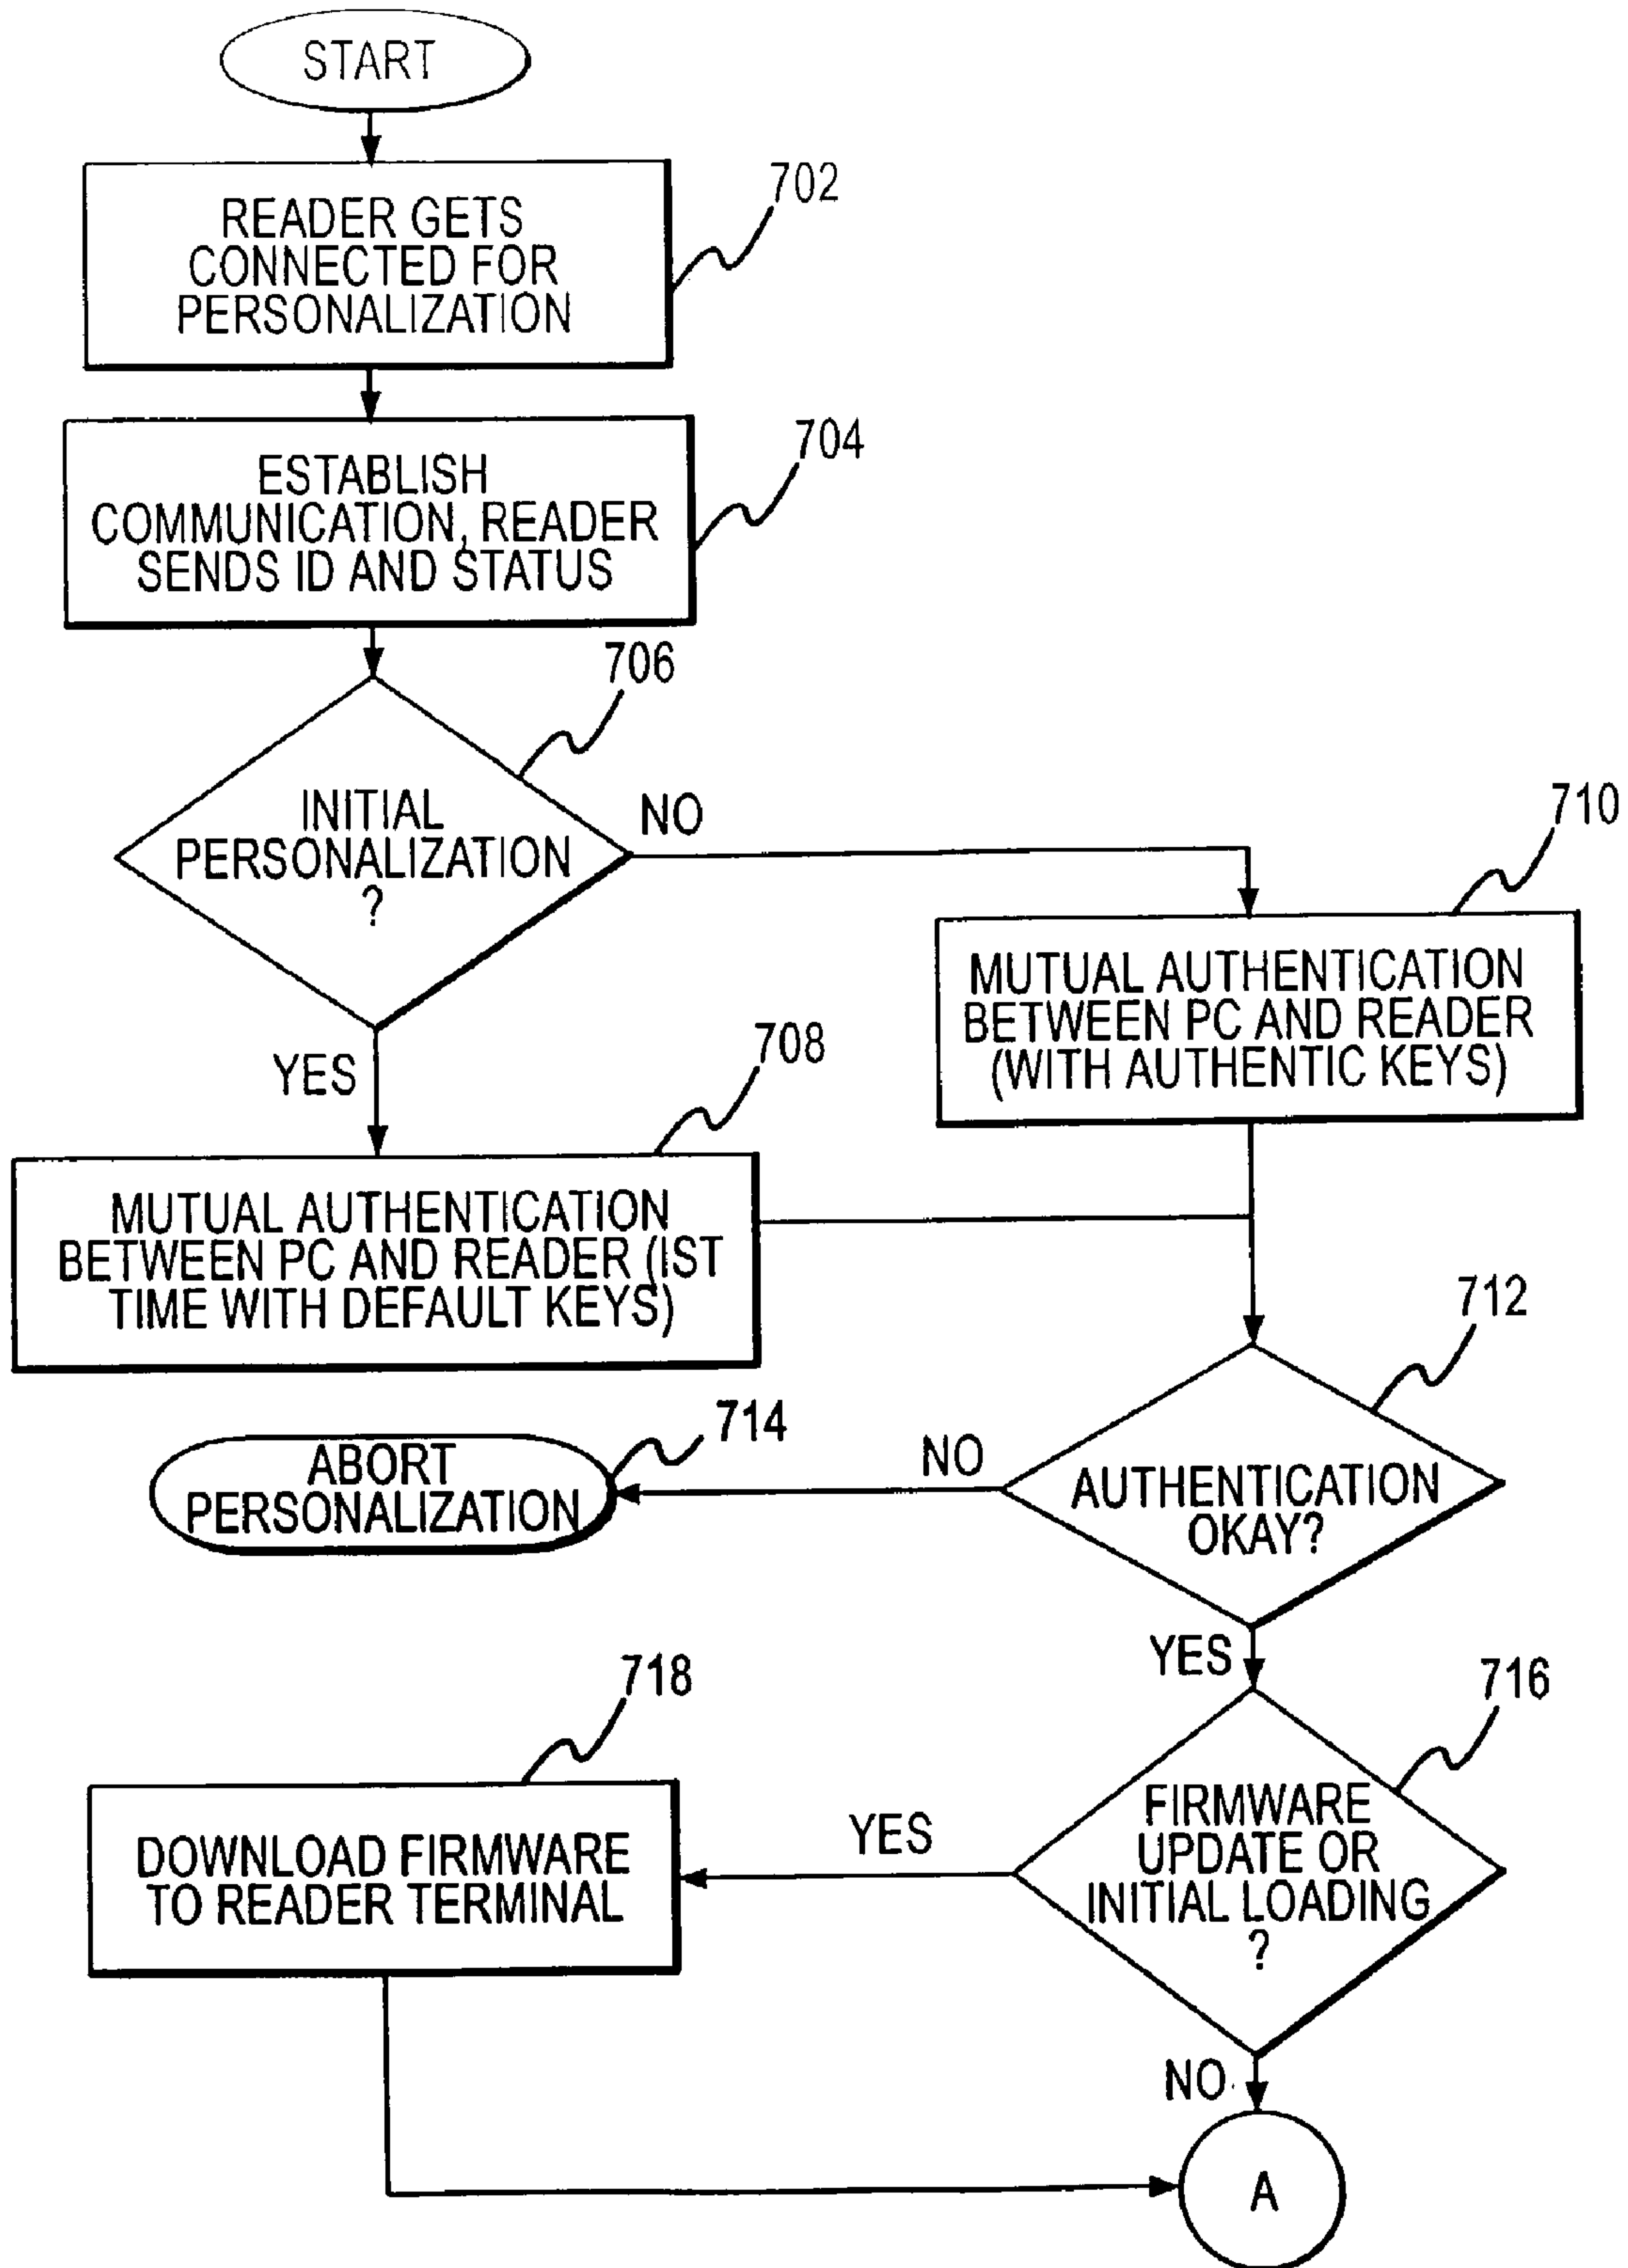 START
702
READER GETS
CONNECTED FOR
PERSONALIZATION
704
ESTABLISH
COMMUNICATION, READER
SENDS ID AND STATUS
706
INITIAL
PERSONALIZATION
?
NO
710
MUTUAL AUTHENTICATION
BETWEEN PC AND READER
(WITH AUTHENTIC KEYS)
YES
708
MUTUAL AUTHENTICATION
BETWEEN PC AND READER (IST
TIME WITH DEFAULT KEYS)
712
AUTHENTICATION
OKAY?
NO
714
ABORT
PERSONALIZATION
YES
716
FIRMWARE
UPDATE OR
INITIAL LOADING
?
YES
718
DOWNLOAD FIRMWARE
TO READER TERMINAL
NO
A